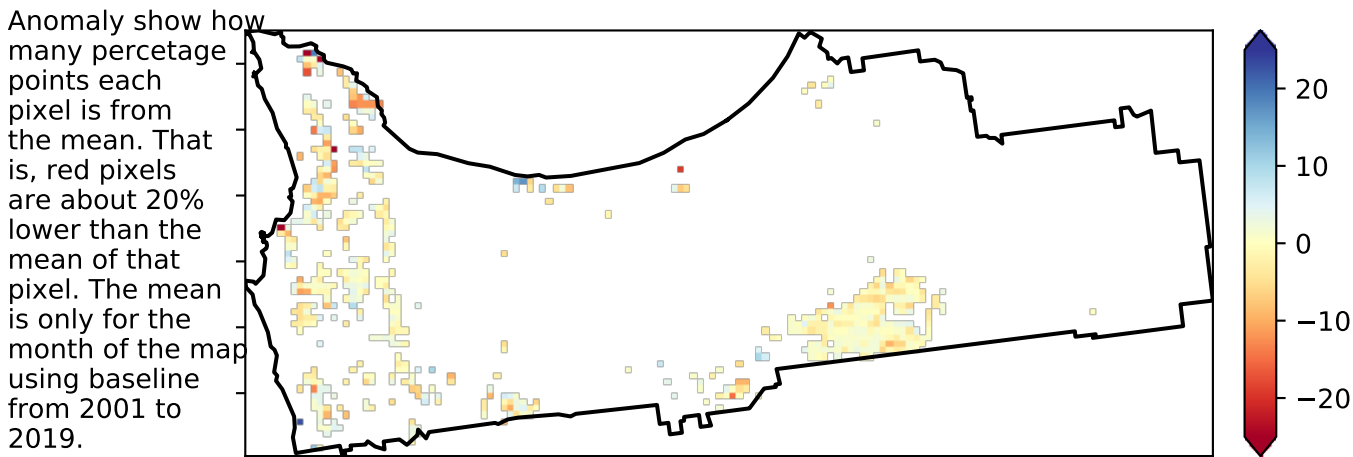 Anomaly show how
many percetage
points each
pixel is from
the mean. That
is, red pixels
are about 20%
lower than the
mean of that
pixel. The mean
is only for the
month of the map
using baseline
from 2001 to
2019.
20
10
0
−10
−20